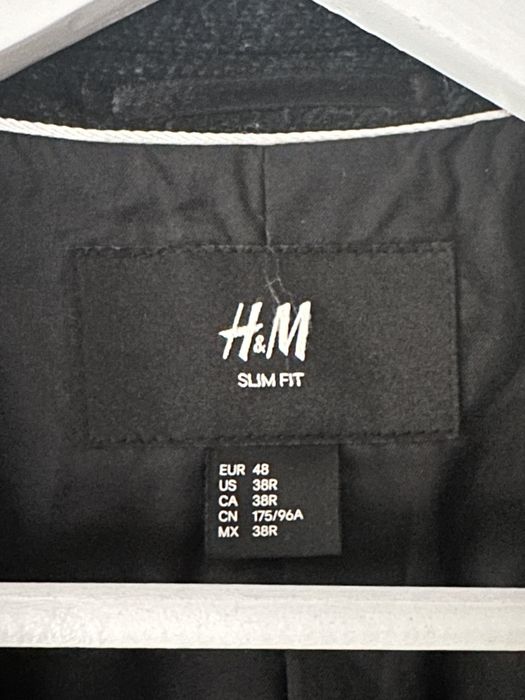 H&M
SLIM FIT
EUR 48
US 38R
CA 38R
CN 175/96A
MX 38R